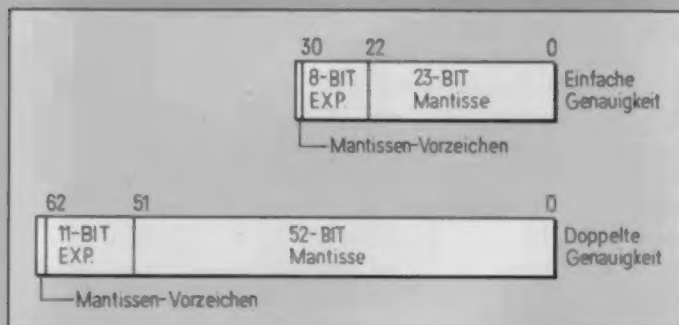 30 22 0
8-BIT 23-BIT Einfache
EXP. Mantisse Genauigkeit
Mantissen-Vorzeichen
62 51 0
11-BIT 52-BIT Doppelte
EXP. Mantisse Genauigkeit
Mantissen-Vorzeichen